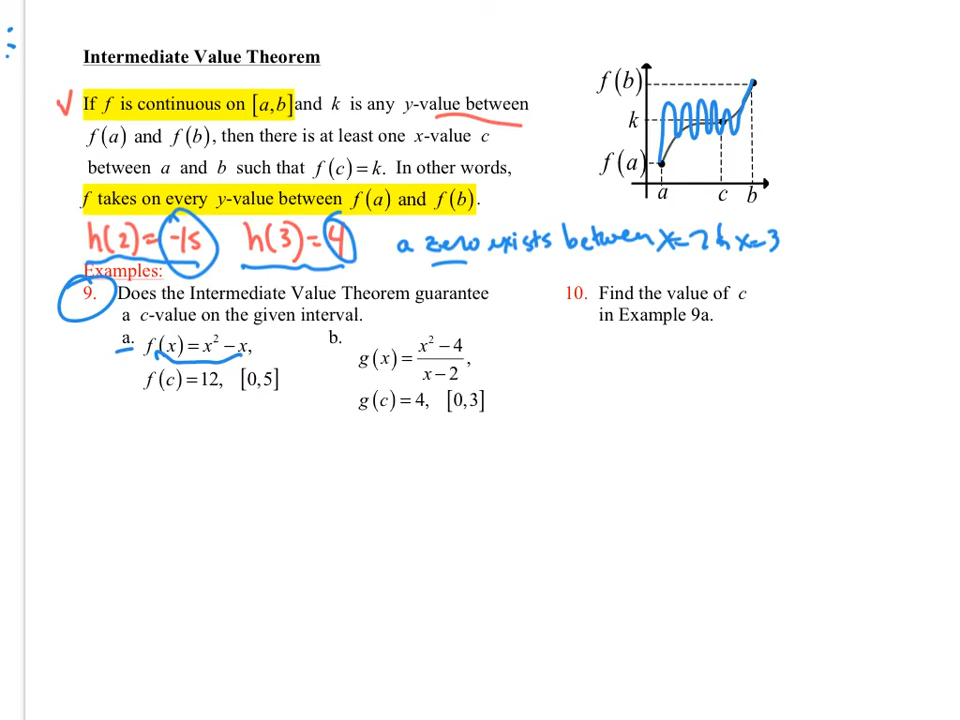 Intermediate Value Theorem
If f is continuous on [a,b] and k is any y-value between
f(a) and f(b), then there is at least one x-value c
between a and b such that f(c)=k. In other words,
f takes on every y-value between f(a) and f(b).
f(b)
k
f(a)
a c b
h(2)=-15 h(3)=4 a zero exists between x=2 & x=3
Examples:
9. Does the Intermediate Value Theorem guarantee
a c-value on the given interval.
a. f(x)=x²−x,
f(c)=12, [0,5]
b. g(x)=(x²−4)/(x−2),
g(c)=4, [0,3]
10. Find the value of c
in Example 9a.